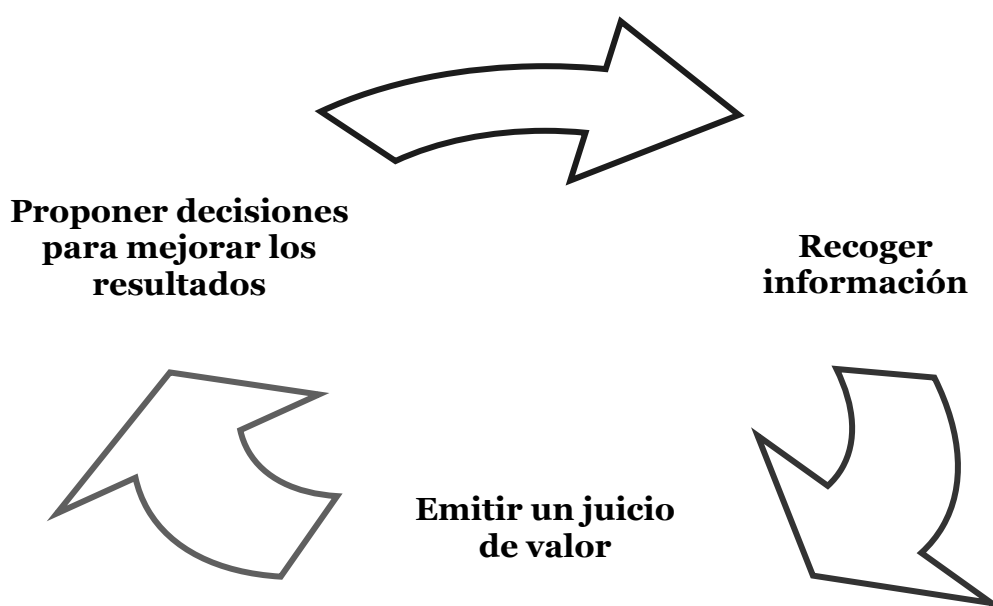 Proponer decisiones
para mejorar los
resultados
Recoger
información
Emitir un juicio
de valor